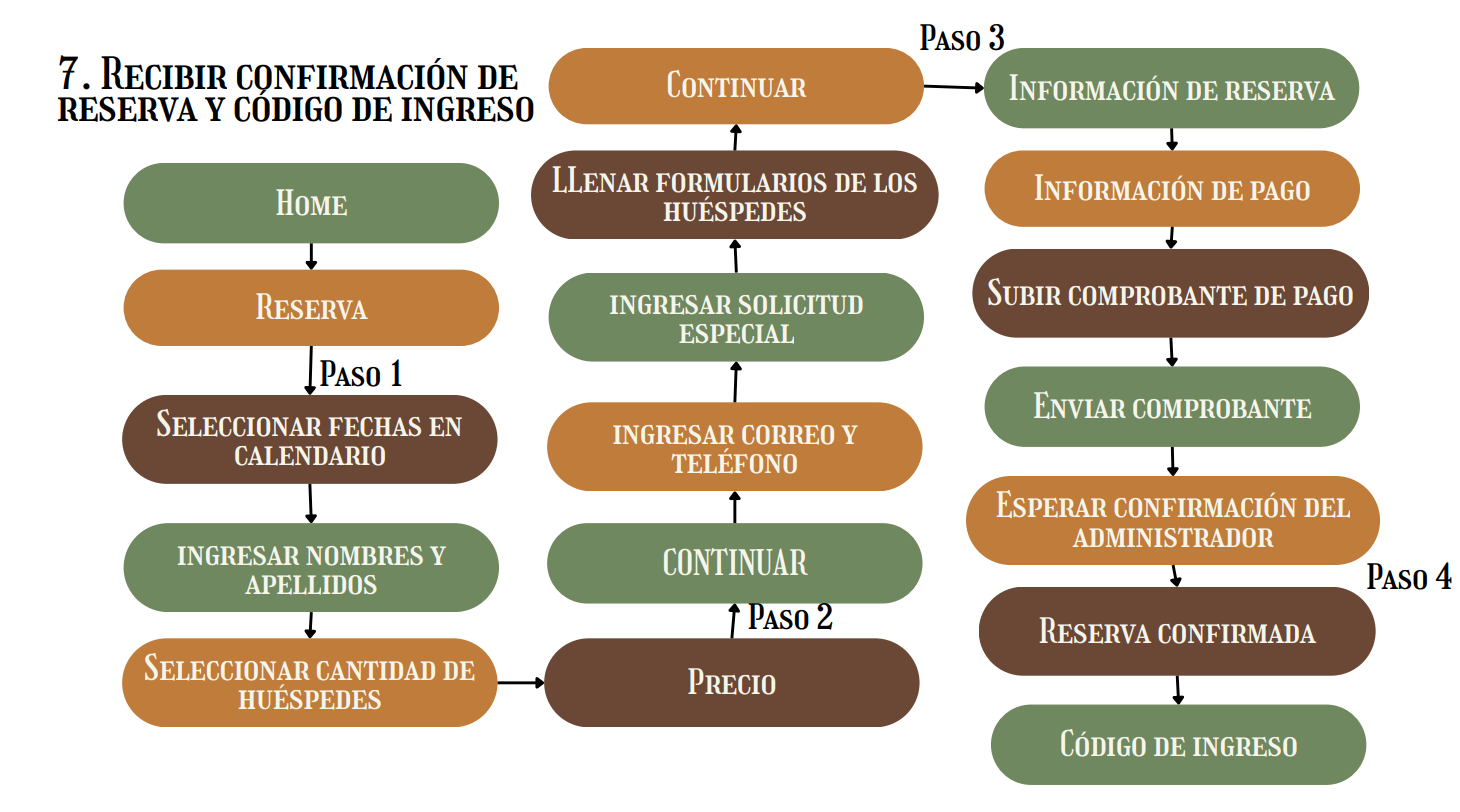 7. Recibir confirmación de
reserva y código de ingreso
Home
Reserva
Paso 1
Seleccionar fechas en
calendario
ingresar nombres y
apellidos
Seleccionar cantidad de
huéspedes
Precio
Paso 2
CONTINUAR
ingresar correo y
teléfono
ingresar solicitud
especial
LLenar formularios de los
huéspedes
Continuar
Paso 3
Información de reserva
Información de pago
Subir comprobante de pago
Enviar comprobante
Esperar confirmación del
administrador
Paso 4
Reserva confirmada
Código de ingreso